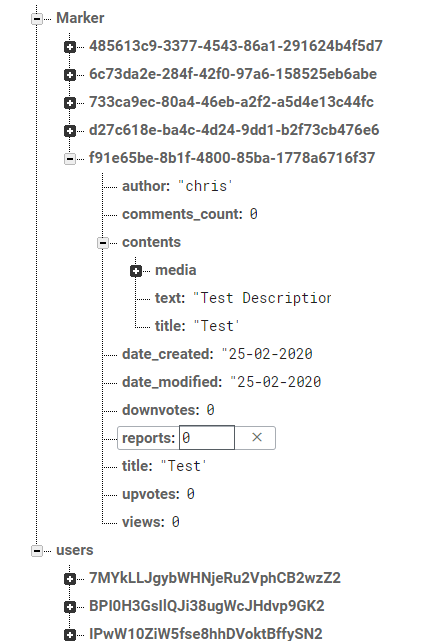 Marker
485613c9-3377-4543-86a1-291624b4f5d7
6c73da2e-284f-42f0-97a6-158525eb6abe
733ca9ec-80a4-46eb-a2f2-a5d4e13c44fc
d27c618e-ba4c-4d24-9dd1-b2f73cb476e6
f91e65be-8b1f-4800-85ba-1778a6716f37
author: "chris'
comments_count: 0
contents
media
text: "Test Description
title: "Test'
date_created: "25-02-2020
date_modified: "25-02-2020
downvotes: 0
reports: 0 ×
title: "Test'
upvotes: 0
views: 0
users
7MYkLLJgybWHNjeRu2VphCB2wzZ2
BPI0H3GsIlQJi38ugWcJHdvp9GK2
IPwW10ZiW5fse8hhDVoktBffySN2